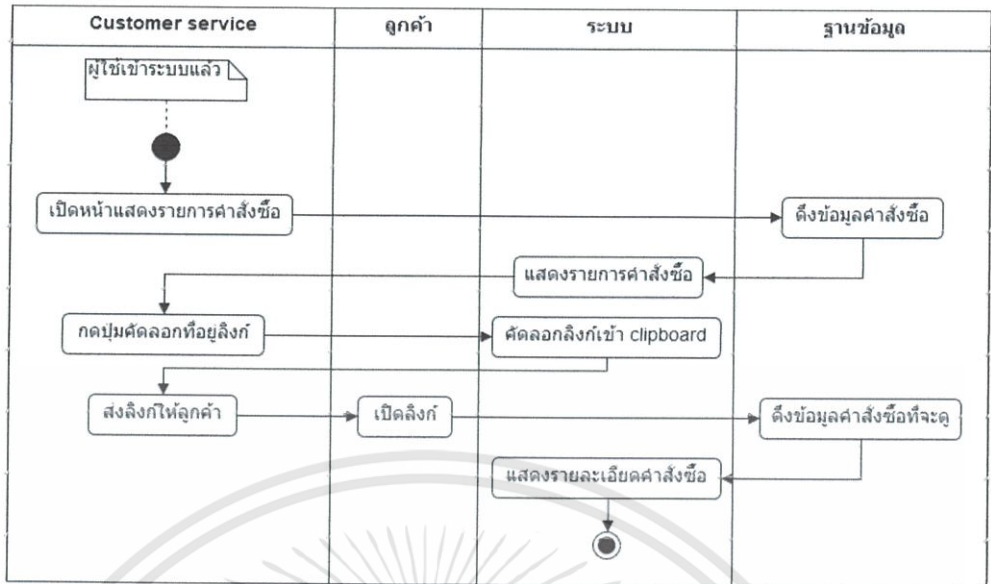 Customer service
ลูกค้า
ระบบ
ฐานข้อมูล
ผู้ใช้เข้าระบบแล้ว
เปิดหน้าแสดงรายการคำสั่งซื้อ
ดึงข้อมูลคำสั่งซื้อ
แสดงรายการคำสั่งซื้อ
กดปุ่มคัดลอกที่อยู่ลิงก์
คัดลอกลิงก์เข้า clipboard
ส่งลิงก์ให้ลูกค้า
เปิดลิงก์
ดึงข้อมูลคำสั่งซื้อที่จะดู
แสดงรายละเอียดคำสั่งซื้อ